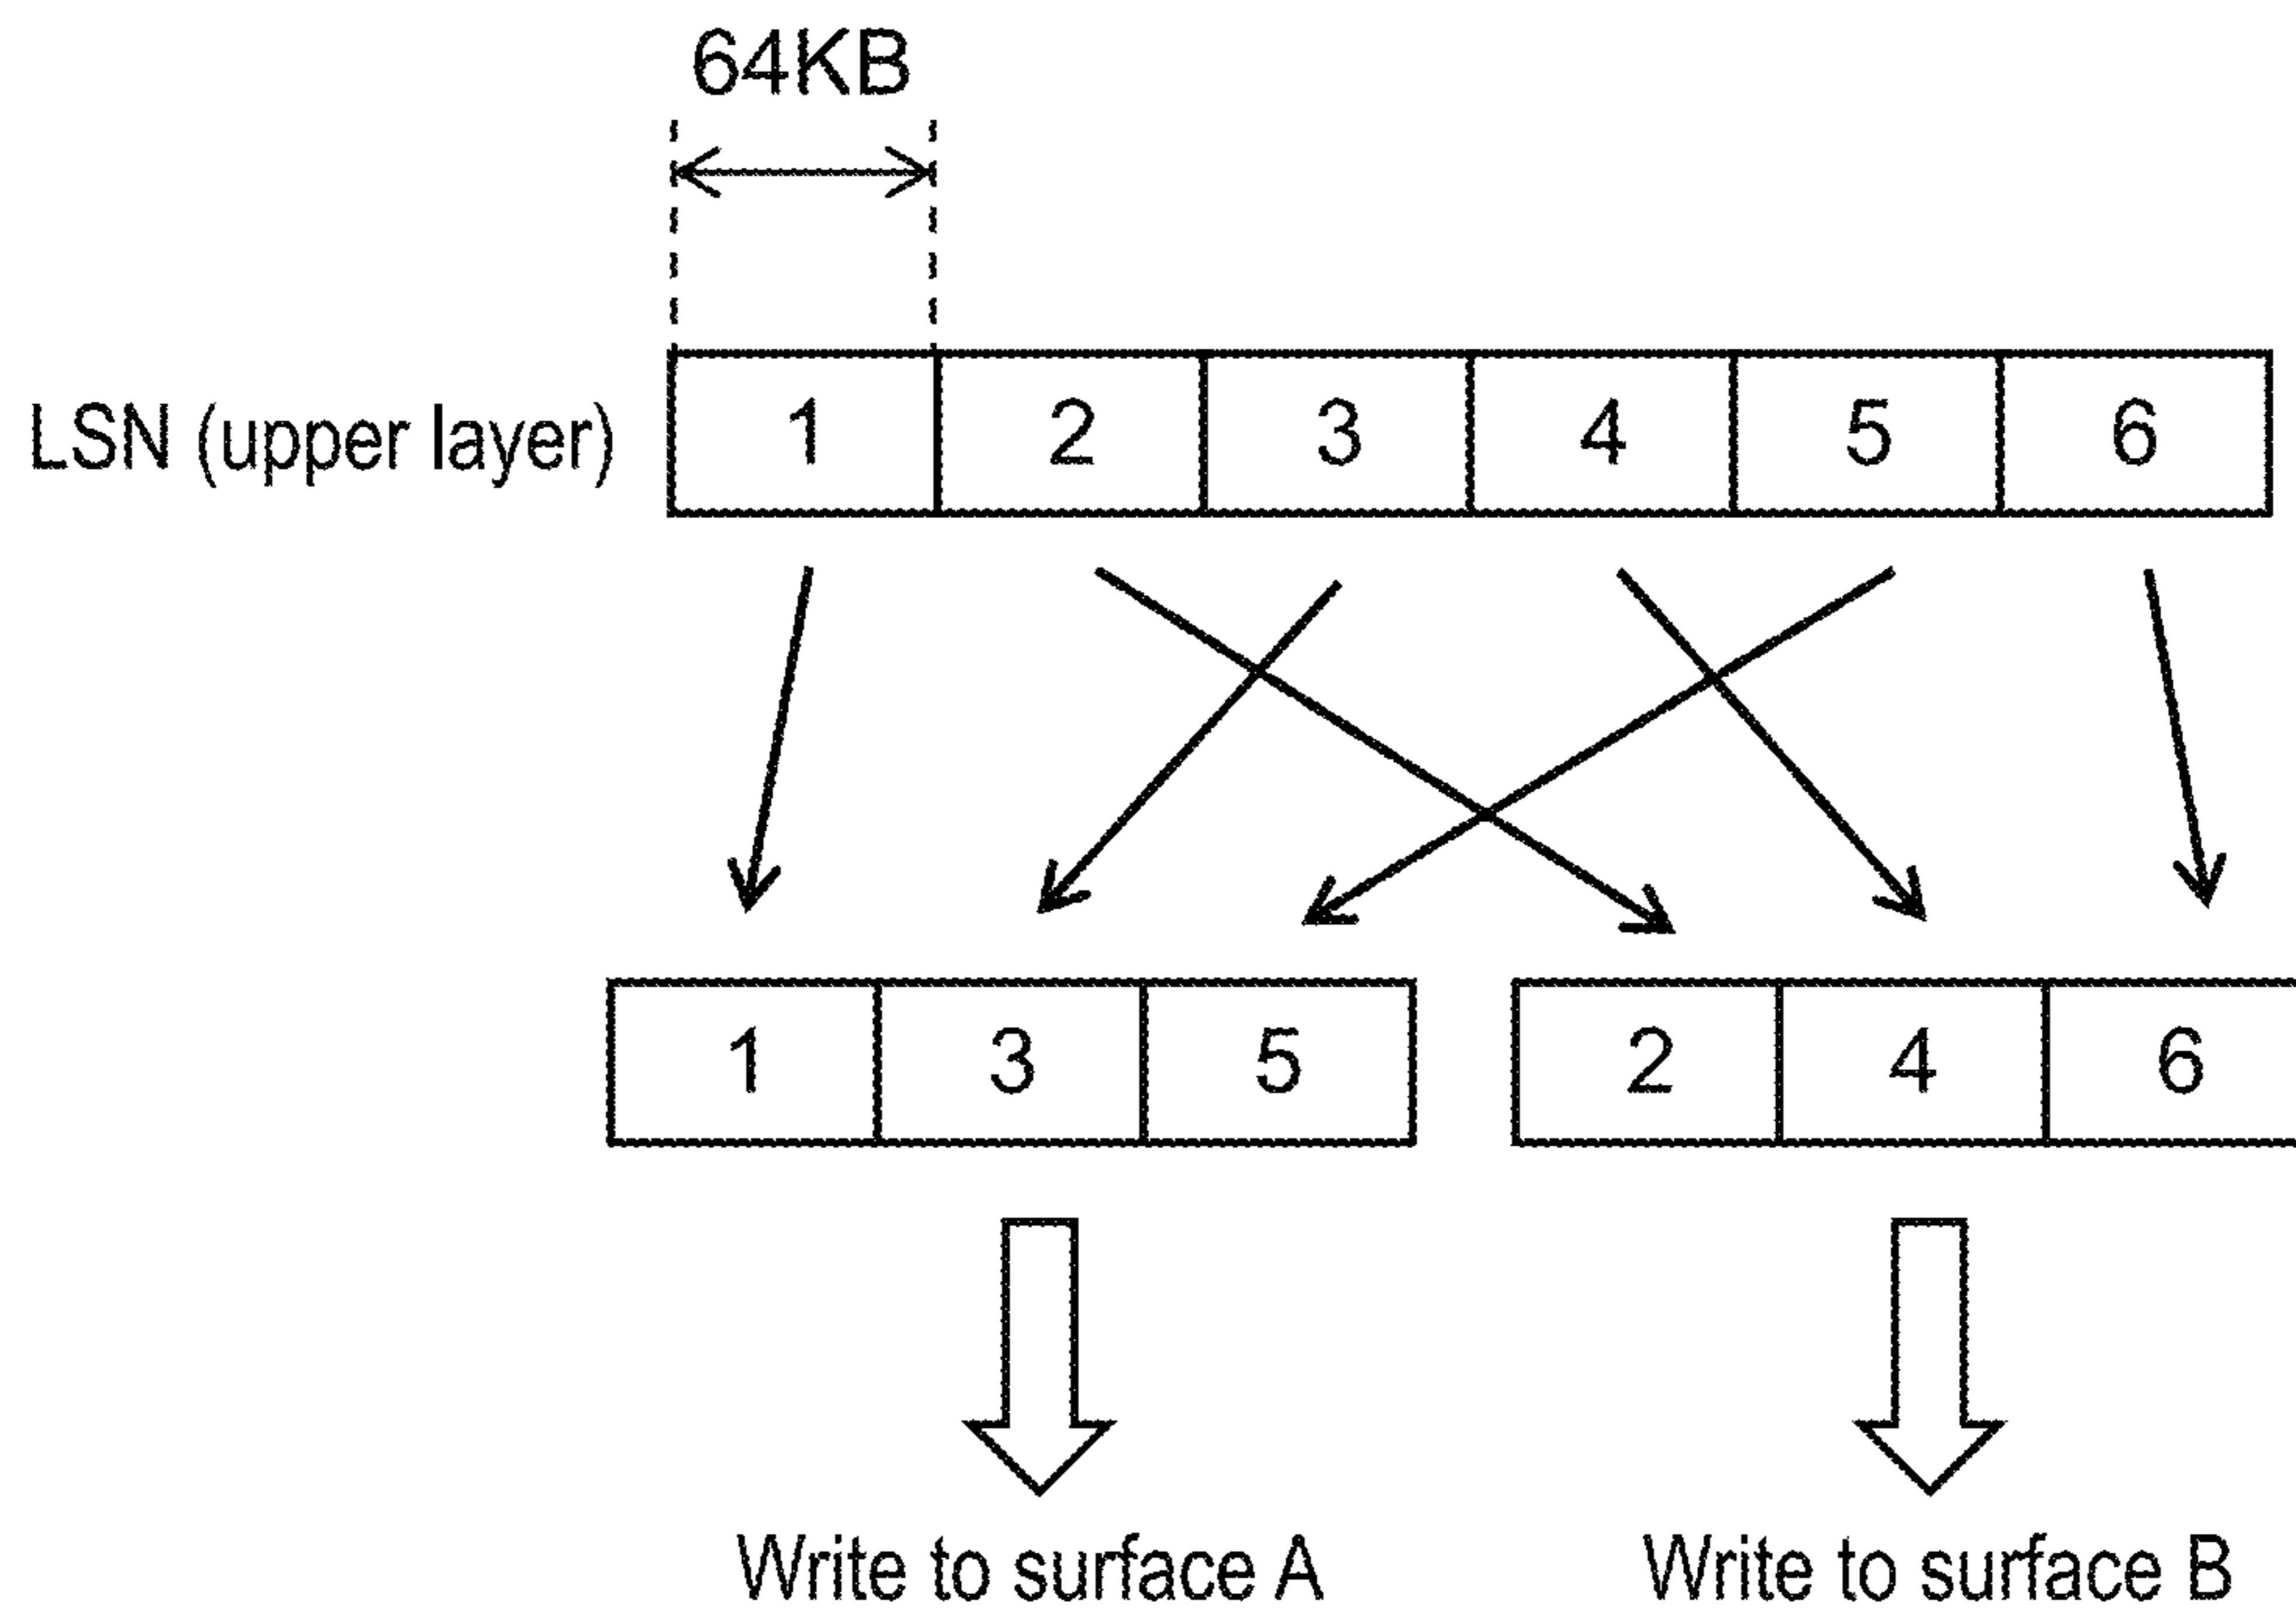 64KB
LSN (upper layer) 1 2 3 4 5 6
1 3 5 2 4 6
Write to surface A Write to surface B